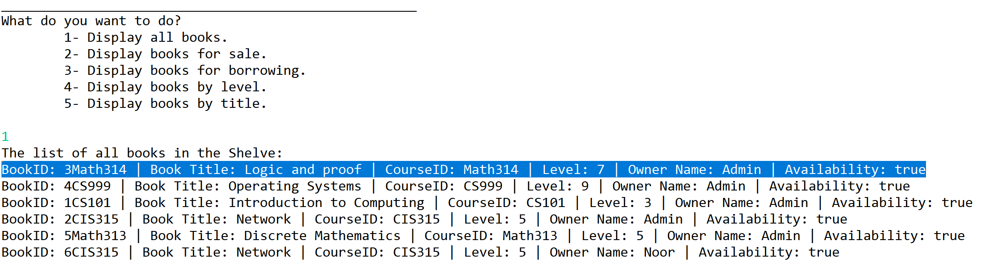 What do you want to do?
1- Display all books.
2- Display books for sale.
3- Display books for borrowing.
4- Display books by level.
5- Display books by title.
1
The list of all books in the Shelve:
BookID: 3Math314 | Book Title: Logic and proof | CourseID: Math314 | Level: 7 | Owner Name: Admin | Availability: true
BookID: 4CS999 | Book Title: Operating Systems | CourseID: CS999 | Level: 9 | Owner Name: Admin | Availability: true
BookID: 1CS101 | Book Title: Introduction to Computing | CourseID: CS101 | Level: 3 | Owner Name: Admin | Availability: true
BookID: 2CIS315 | Book Title: Network | CourseID: CIS315 | Level: 5 | Owner Name: Admin | Availability: true
BookID: 5Math313 | Book Title: Discrete Mathematics | CourseID: Math313 | Level: 5 | Owner Name: Admin | Availability: true
BookID: 6CIS315 | Book Title: Network | CourseID: CIS315 | Level: 5 | Owner Name: Noor | Availability: true